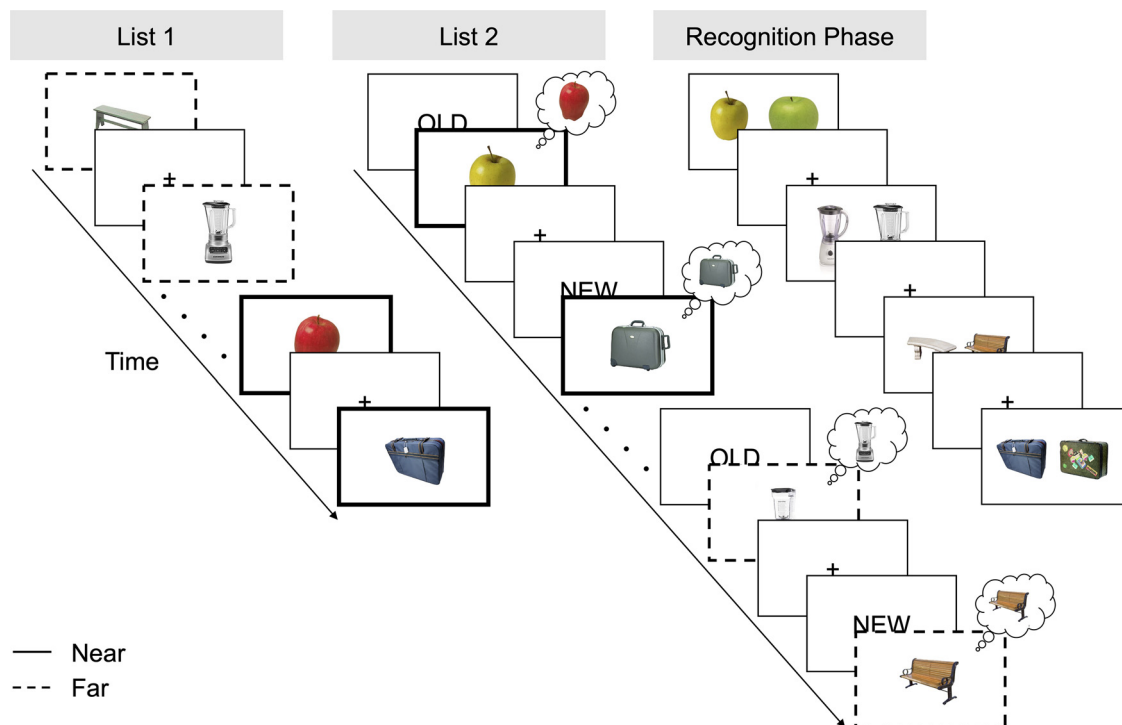 List 1
List 2
Recognition Phase
OLD
+
+
+
+
NEW
+
+
Time
OLD
+
NEW
Near
Far